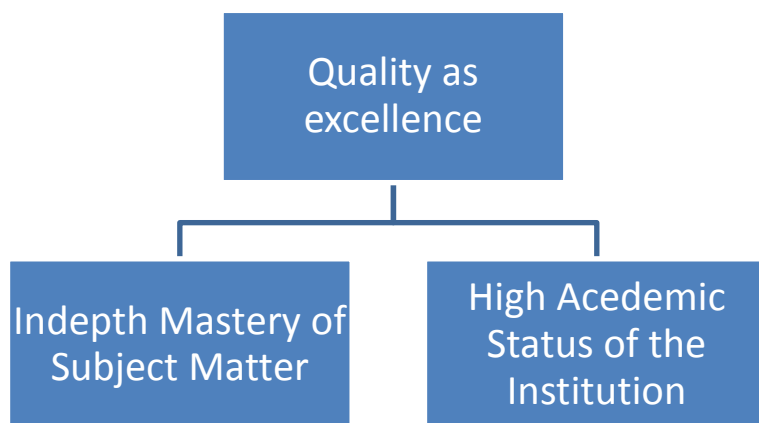 Quality as
excellence
Indepth Mastery of
Subject Matter
High Acedemic
Status of the
Institution